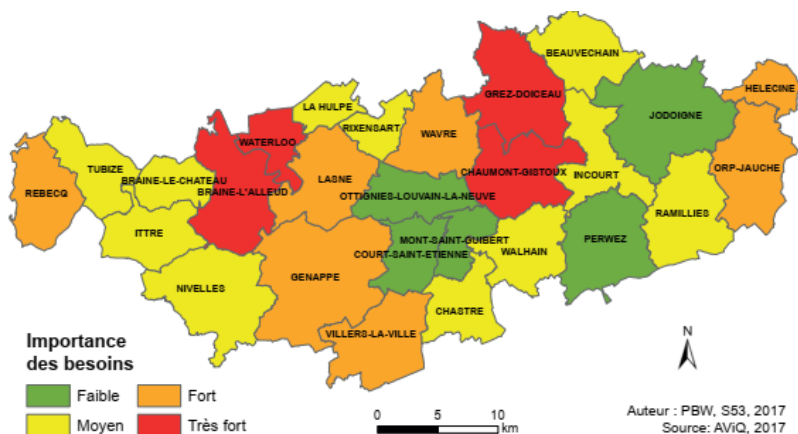 BEAUVECHAIN
HELECINE
GREZ-DOICEAU
LA HULPE
JODOIGNE
WATERLOO
RIXENSART
WAVRE
TUBIZE
CHAUMONT-GISTOUX
ORP-JAUCHE
INCOURT
BRAINE-LE-CHATEAU
LASNE
REBECQ
BRAINE-L'ALLEUD
OTTIGNIES-LOUVAIN-LA-NEUVE
RAMILLIES
ITTRE
MONT-SAINT-GUIBERT
PERWEZ
COURT-SAINT-ETIENNE
WALHAIN
GENAPPE
NIVELLES
CHASTRE
VILLERS-LA-VILLE
Importance
des besoins
Faible
Fort
Moyen
Très fort
N
0 5 10
km
Auteur : PBW, S53, 2017
Source: AViQ, 2017